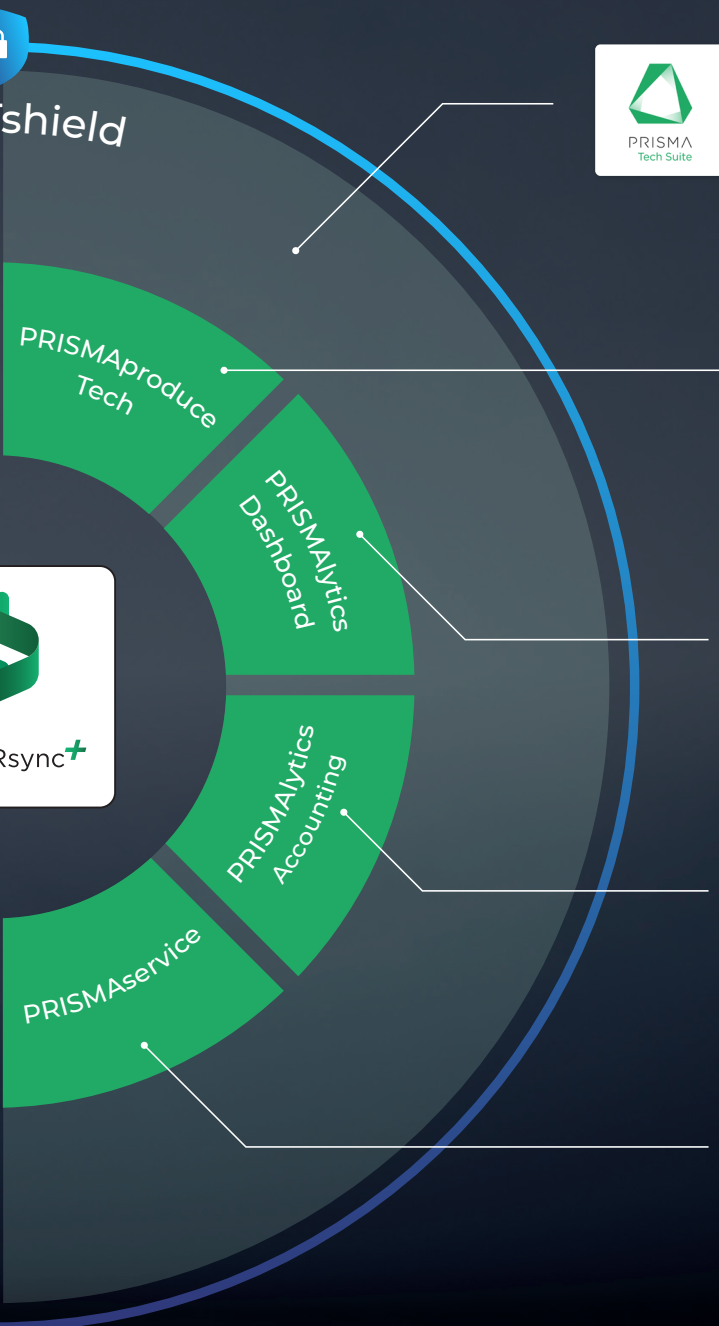 shield
PRISMA
Tech Suite
PRISMAproduce
Tech
PRISMAlytics
Dashboard
PRISMAlytics
Accounting
Rsync+
PRISMAservice